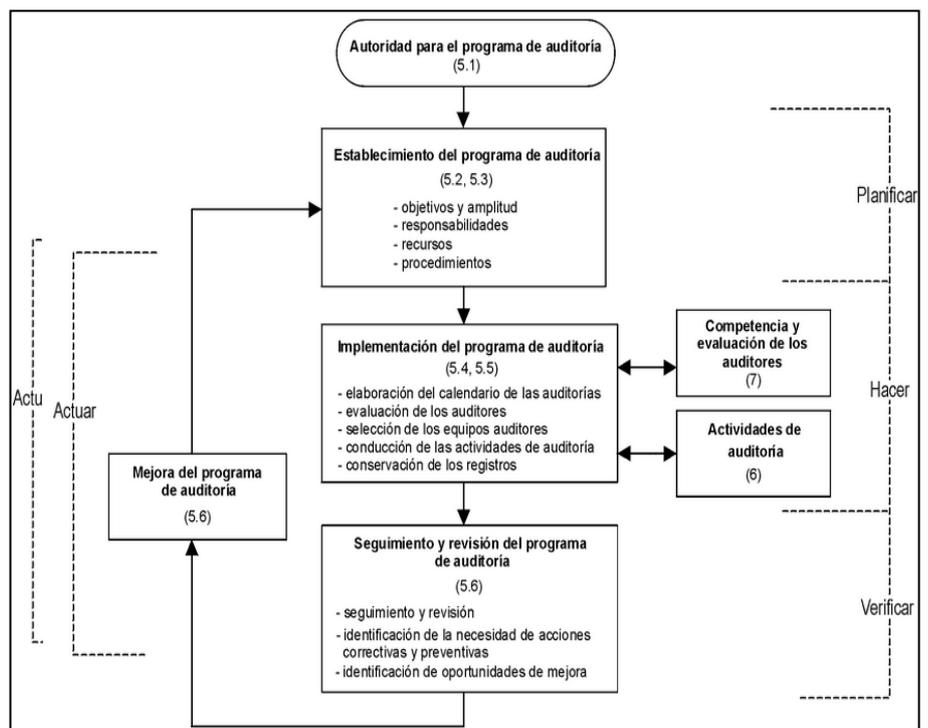 Autoridad para el programa de auditoría
(5.1)
Establecimiento del programa de auditoría
(5.2, 5.3)
- objetivos y amplitud
- responsabilidades
- recursos
- procedimientos
Planificar
Implementación del programa de auditoría
(5.4, 5.5)
- elaboración del calendario de las auditorías
- evaluación de los auditores
- selección de los equipos auditores
- conducción de las actividades de auditoría
- conservación de los registros
Competencia y
evaluación de los
auditores
(7)
Actividades de
auditoría
(6)
Hacer
Actu
Actuar
Mejora del programa
de auditoría
(5.6)
Seguimiento y revisión del programa
de auditoría
(5.6)
- seguimiento y revisión
- identificación de la necesidad de acciones
correctivas y preventivas
- identificación de oportunidades de mejora
Verificar